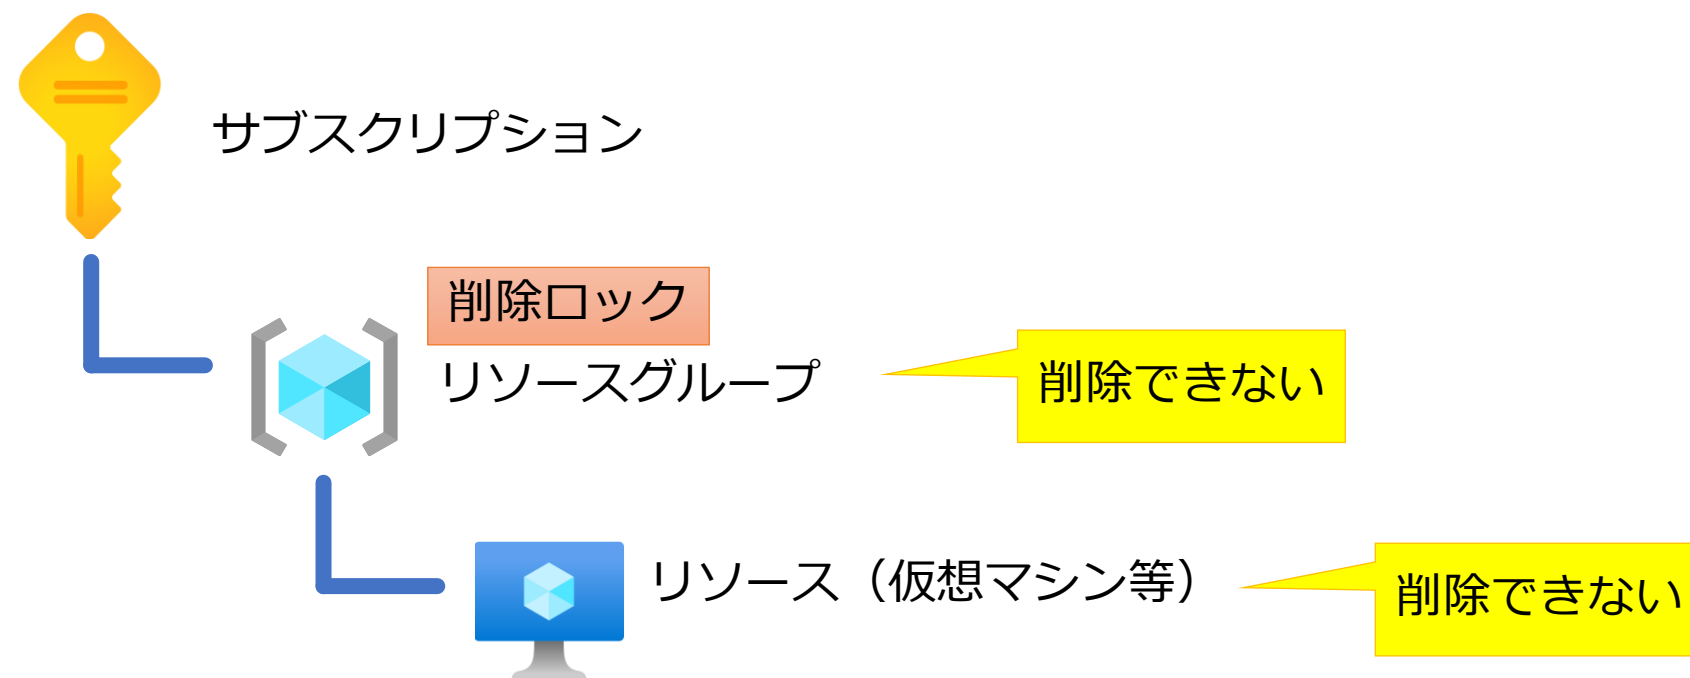 サブスクリプション
削除ロック
リソースグループ
削除できない
リソース（仮想マシン等）
削除できない